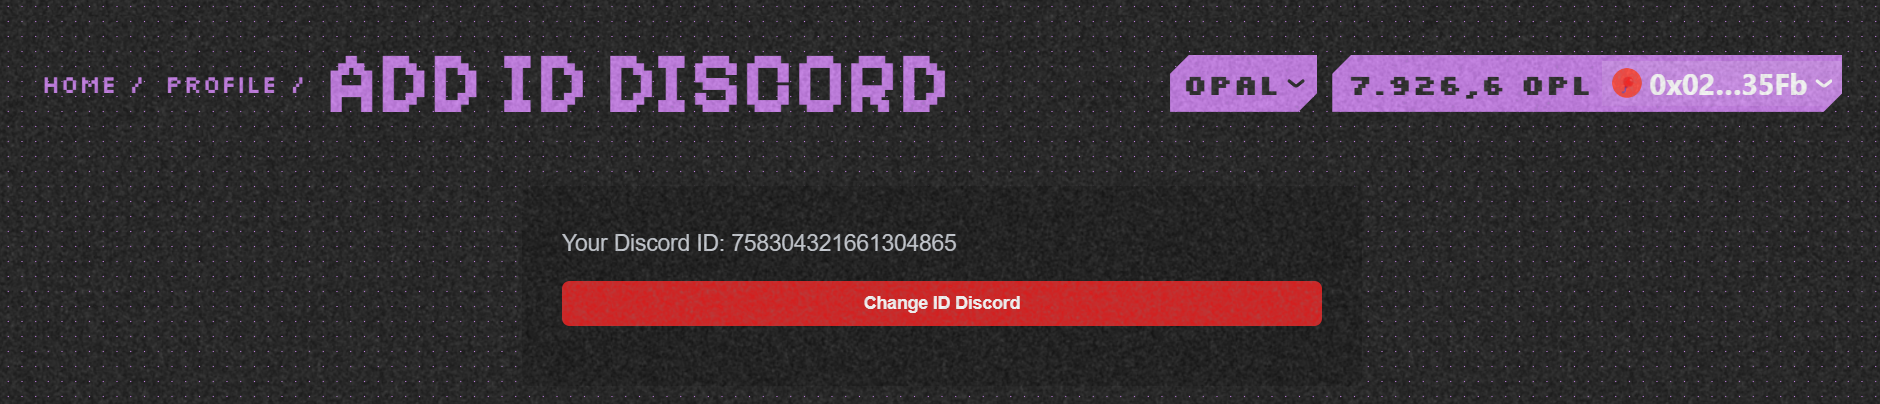 HOME / PROFILE / ADD ID DISCORD
OPAL
7.926,6 OPL 0x02...35Fb
Your Discord ID: 758304321661304865
Change ID Discord